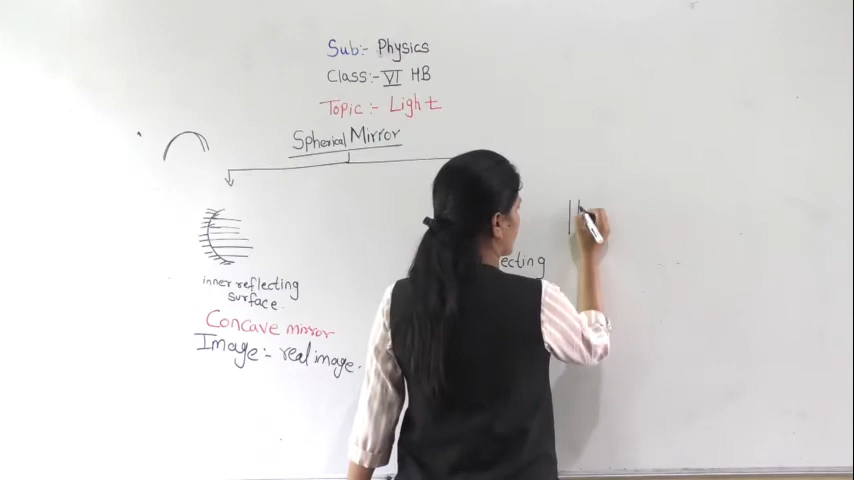 Sub:- Physics
Class:- VI HB
Topic:- Light
Spherical Mirror
inner reflecting
surface.
Concave mirror
Image:- real image.
ecting